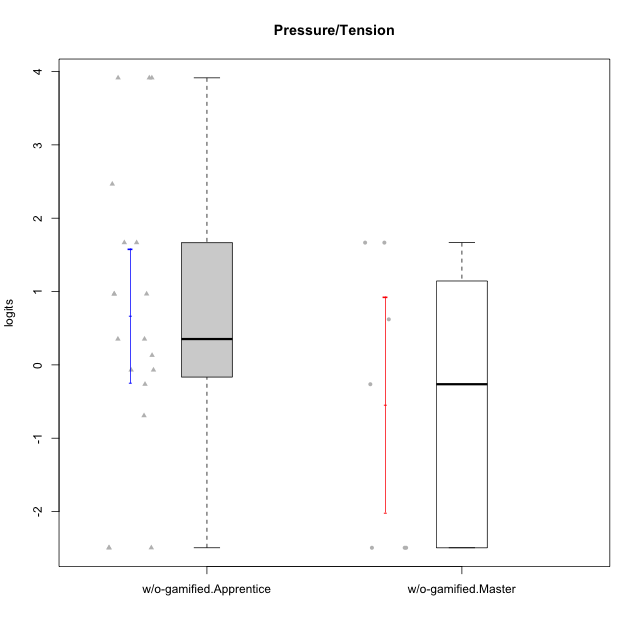 Pressure/Tension
logits
4
3
2
1
0
-1
-2
w/o-gamified.Apprentice
w/o-gamified.Master